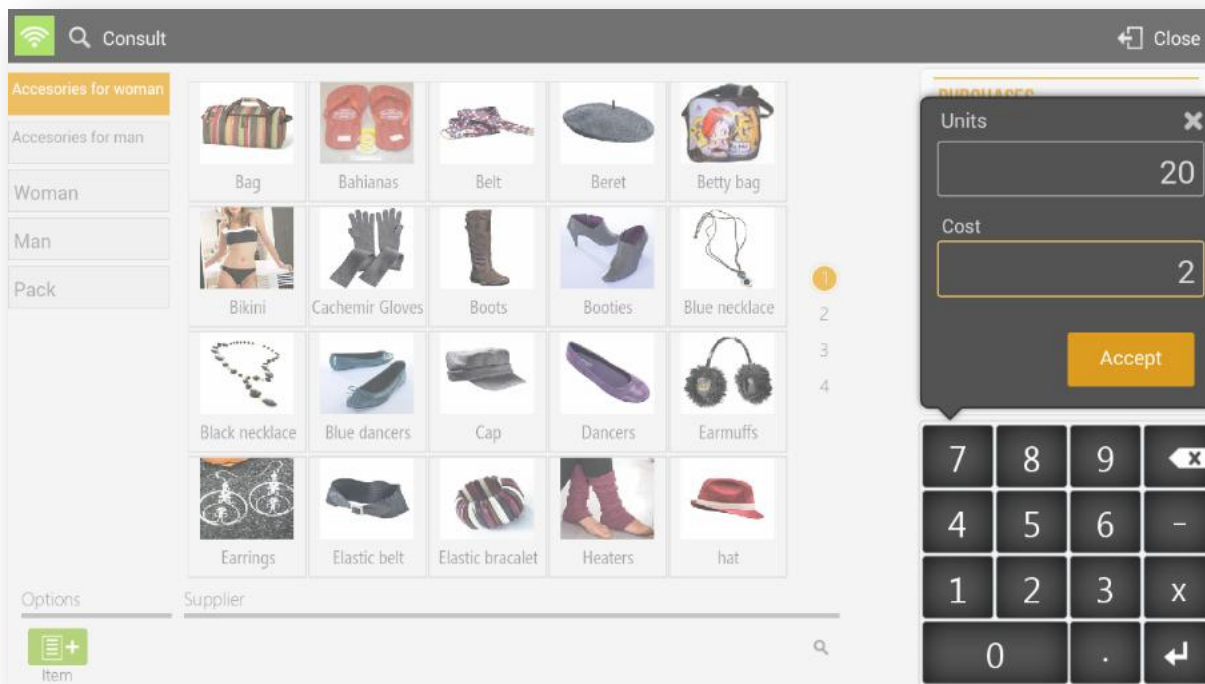 Consult
Close
Accesories for woman
Accesories for man
Woman
Man
Pack
Bag
Bahianas
Belt
Beret
Betty bag
Bikini
Cachemir Gloves
Boots
Booties
Blue necklace
Black necklace
Blue dancers
Cap
Dancers
Earmuffs
Earrings
Elastic belt
Elastic bracalet
Heaters
hat
1
2
3
4
Options
Supplier
Item
PURCHASES
Units
20
Cost
2
Accept
7 8 9
4 5 6 -
1 2 3 x
0 .